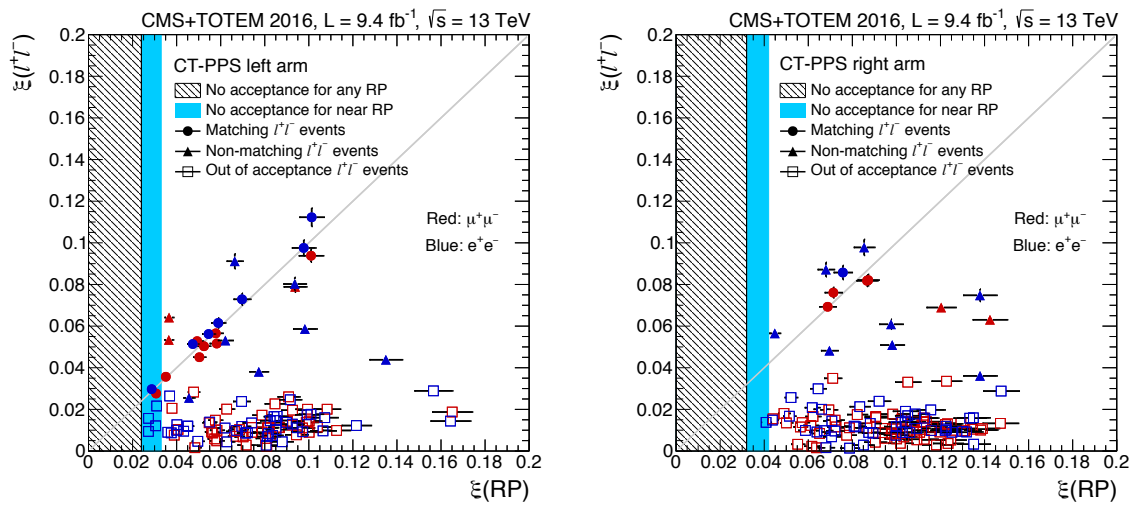 CMS+TOTEM 2016, L = 9.4 fb⁻¹, √s = 13 TeV
ξ(l⁺l⁻)
0.2
0.18
0.16
0.14
0.12
0.1
0.08
0.06
0.04
0.02
0
CT-PPS left arm
No acceptance for any RP
No acceptance for near RP
Matching l⁺l⁻ events
Non-matching l⁺l⁻ events
Out of acceptance l⁺l⁻ events
Red: μ⁺μ⁻
Blue: e⁺e⁻
0 0.02 0.04 0.06 0.08 0.1 0.12 0.14 0.16 0.18 0.2
ξ(RP)
CMS+TOTEM 2016, L = 9.4 fb⁻¹, √s = 13 TeV
ξ(l⁺l⁻)
0.2
0.18
0.16
0.14
0.12
0.1
0.08
0.06
0.04
0.02
0
CT-PPS right arm
No acceptance for any RP
No acceptance for near RP
Matching l⁺l⁻ events
Non-matching l⁺l⁻ events
Out of acceptance l⁺l⁻ events
Red: μ⁺μ⁻
Blue: e⁺e⁻
0 0.02 0.04 0.06 0.08 0.1 0.12 0.14 0.16 0.18 0.2
ξ(RP)